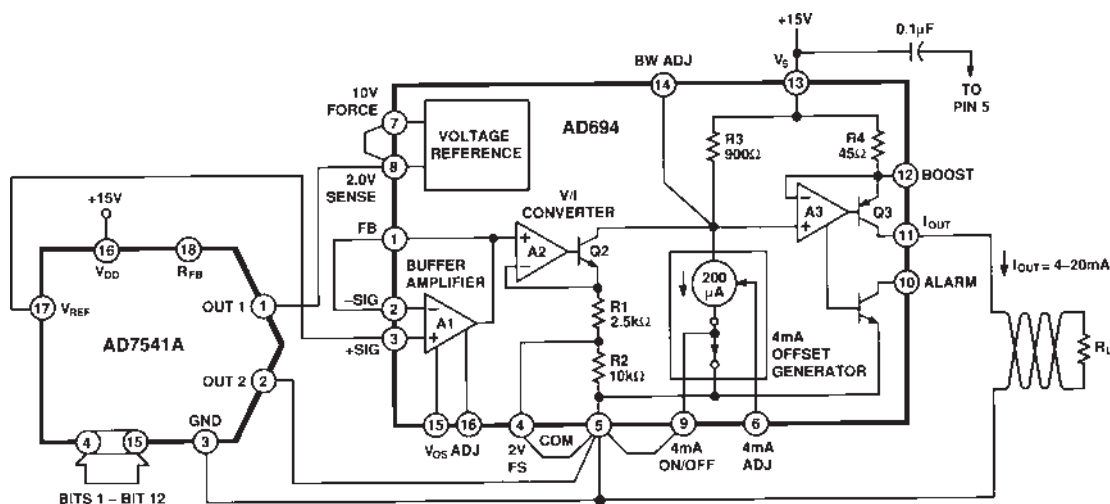 +15V
0.1µF
VS
TO
PIN 5
BW ADJ
14
13
10V
FORCE
7
VOLTAGE
REFERENCE
AD694
R3
900Ω
R4
45Ω
8
2.0V
SENSE
12
BOOST
+15V
V/I
CONVERTER
A3
Q3
IOUT
11
FB
1
A2
Q2
16
VDD
18
RFB
BUFFER
AMPLIFIER
200
µA
IOUT = 4–20mA
10
ALARM
17
VREF
OUT 1
1
–SIG
2
A1
R1
2.5kΩ
3
+SIG
AD7541A
4mA
OFFSET
GENERATOR
RL
OUT 2
2
R2
10kΩ
GND
4
15
3
15
16
4
COM
5
9
6
VOS ADJ
2V
FS
4mA
ON/OFF
4mA
ADJ
BITS 1 – BIT 12